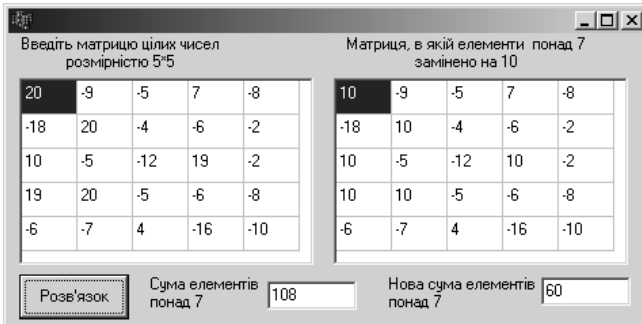 Введіть матрицю цілих чисел
розмірністю 5*5
20 -9 -5 7 -8
-18 20 -4 -6 -2
10 -5 -12 19 -2
19 20 -5 -6 -8
-6 -7 4 -16 -10
Матриця, в якій елементи понад 7
замінено на 10
10 -9 -5 7 -8
-18 10 -4 -6 -2
10 -5 -12 10 -2
10 10 -5 -6 -8
-6 -7 4 -16 -10
Розв'язок
Сума елементів
понад 7
108
Нова сума елементів
понад 7
60